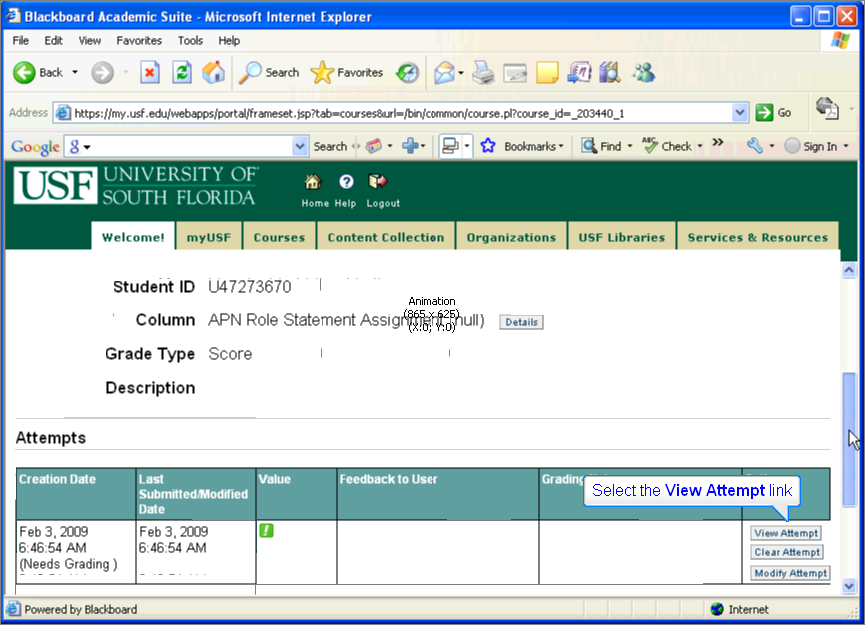 Blackboard Academic Suite - Microsoft Internet Explorer
File Edit View Favorites Tools Help
Back Search Favorites
Address https://my.usf.edu/webapps/portal/frameset.jsp?tab=courses&url=/bin/common/course.pl?course_id=_203440_1 Go
Google g Search Bookmarks Find ABC Check » Sign In
USF UNIVERSITY OF
SOUTH FLORIDA
Home Help Logout
Welcome! myUSF Courses Content Collection Organizations USF Libraries Services & Resources
Student ID U47273670
Animation
(865 x 625)
(X:0; Y:0)
Column APN Role Statement Assignment (null) Details
Grade Type Score
Description
Attempts
Creation Date Last Submitted/Modified Date Value Feedback to User
Select the View Attempt link
Feb 3, 2009
6:46:54 AM
(Needs Grading )
Feb 3, 2009
6:46:54 AM
!
View Attempt
Clear Attempt
Modify Attempt
Powered by Blackboard Internet